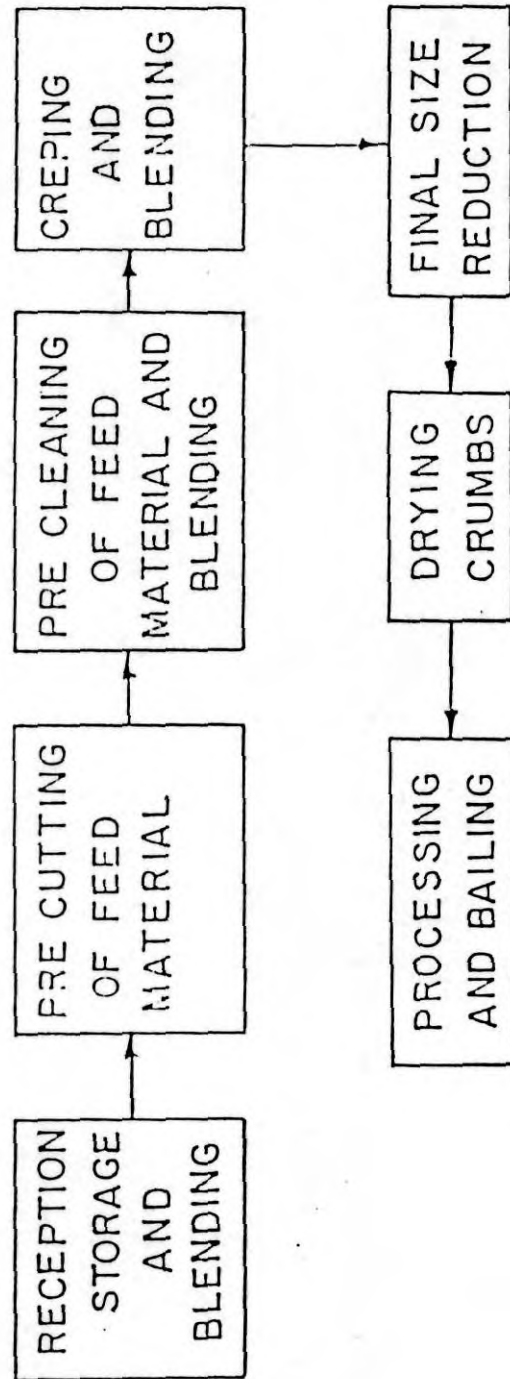 RECEPTION
STORAGE
AND
BLENDING
PRE CUTTING
OF FEED
MATERIAL
PRE CLEANING
OF FEED
MATERIAL AND
BLENDING
CREPING
AND
BLENDING
FINAL SIZE
REDUCTION
DRYING
CRUMBS
PROCESSING
AND BAILING